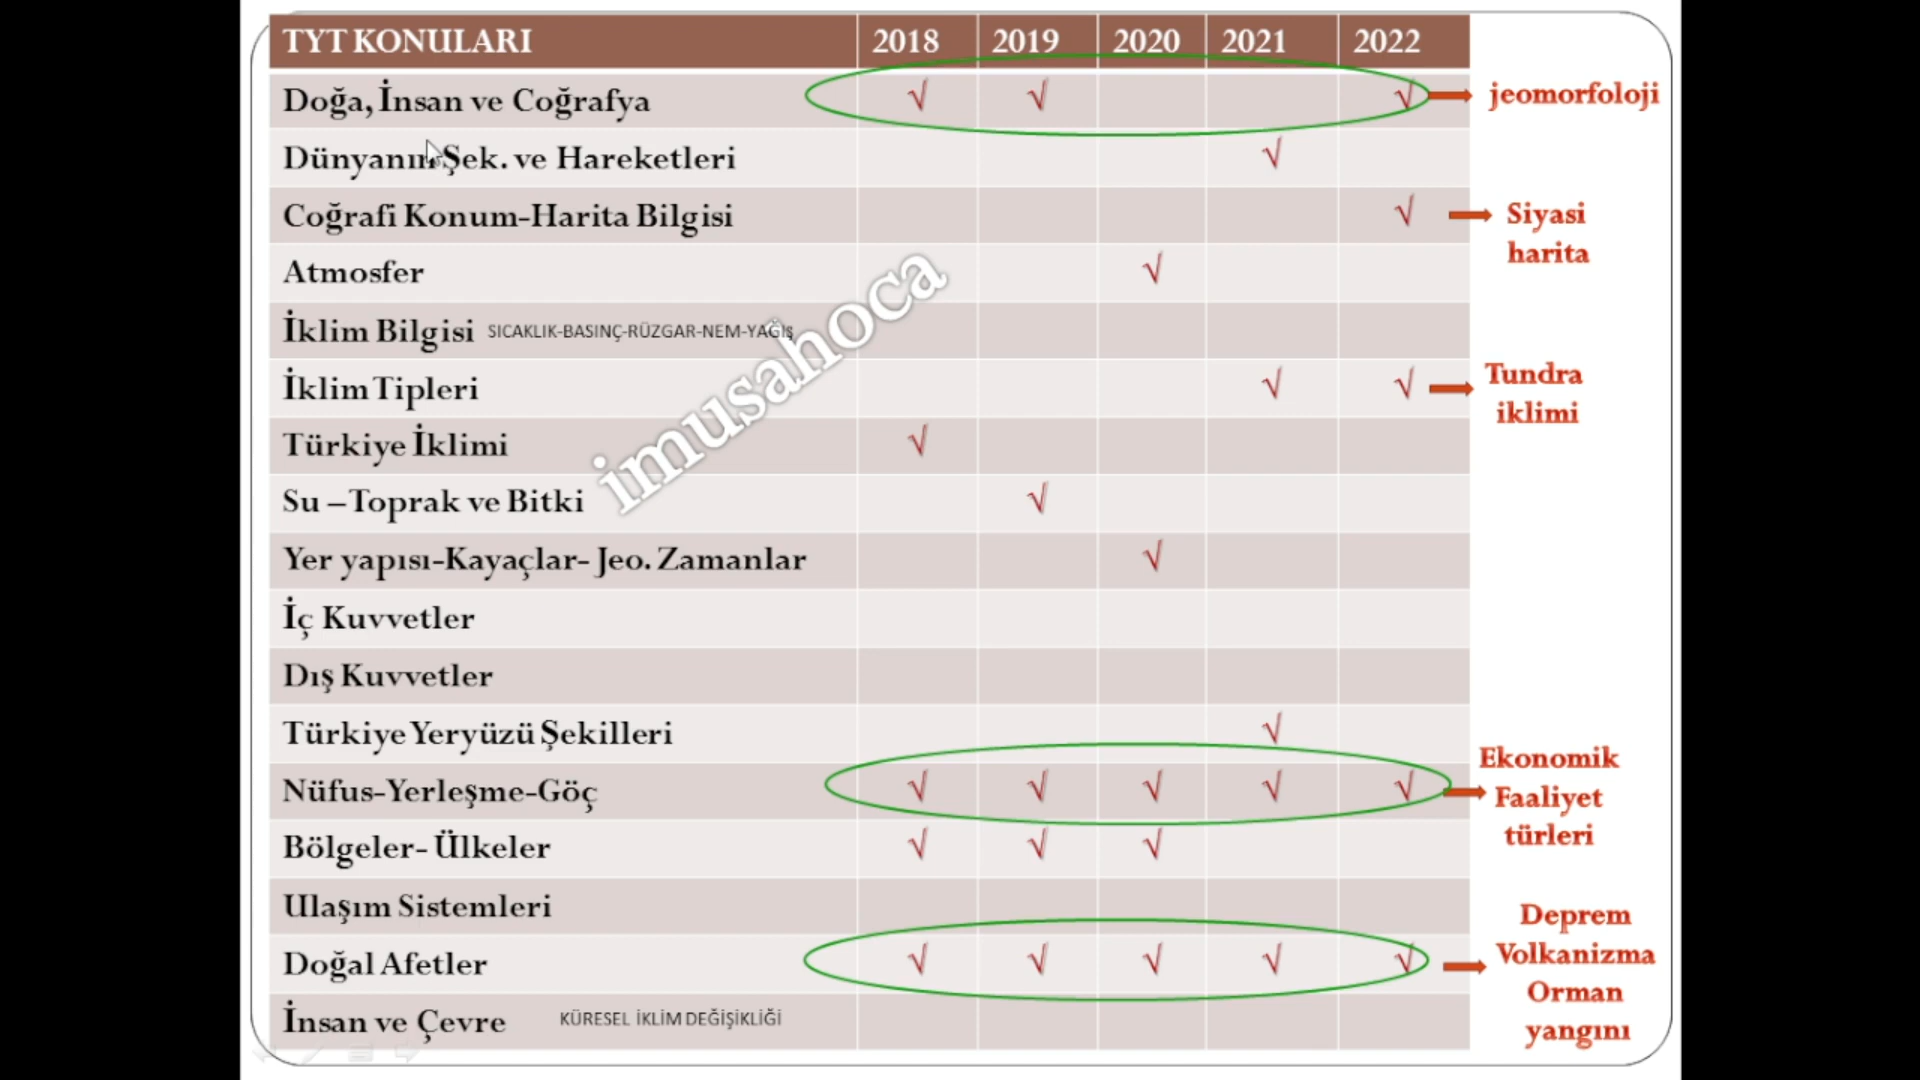 TYT KONULARI 2018 2019 2020 2021 2022
Doğa, İnsan ve Coğrafya √ √ √ jeomorfoloji
Dünyanın Şek. ve Hareketleri √
Coğrafi Konum-Harita Bilgisi √ Siyasi
harita
Atmosfer √
İklim Bilgisi SICAKLIK-BASINÇ-RÜZGAR-NEM-YAĞIŞ
İklim Tipleri √ √ Tundra
iklimi
Türkiye İklimi √
imusahoca
Su – Toprak ve Bitki √
Yer yapısı-Kayaçlar- Jeo. Zamanlar √
İç Kuvvetler
Dış Kuvvetler
Türkiye Yeryüzü Şekilleri √
Nüfus-Yerleşme-Göç √ √ √ √ √ Ekonomik
Faaliyet
türleri
Bölgeler- Ülkeler √ √ √
Ulaşım Sistemleri
Doğal Afetler √ √ √ √ √ Deprem
Volkanizma
Orman
yangını
İnsan ve Çevre KÜRESEL İKLİM DEĞİŞİKLİĞİ